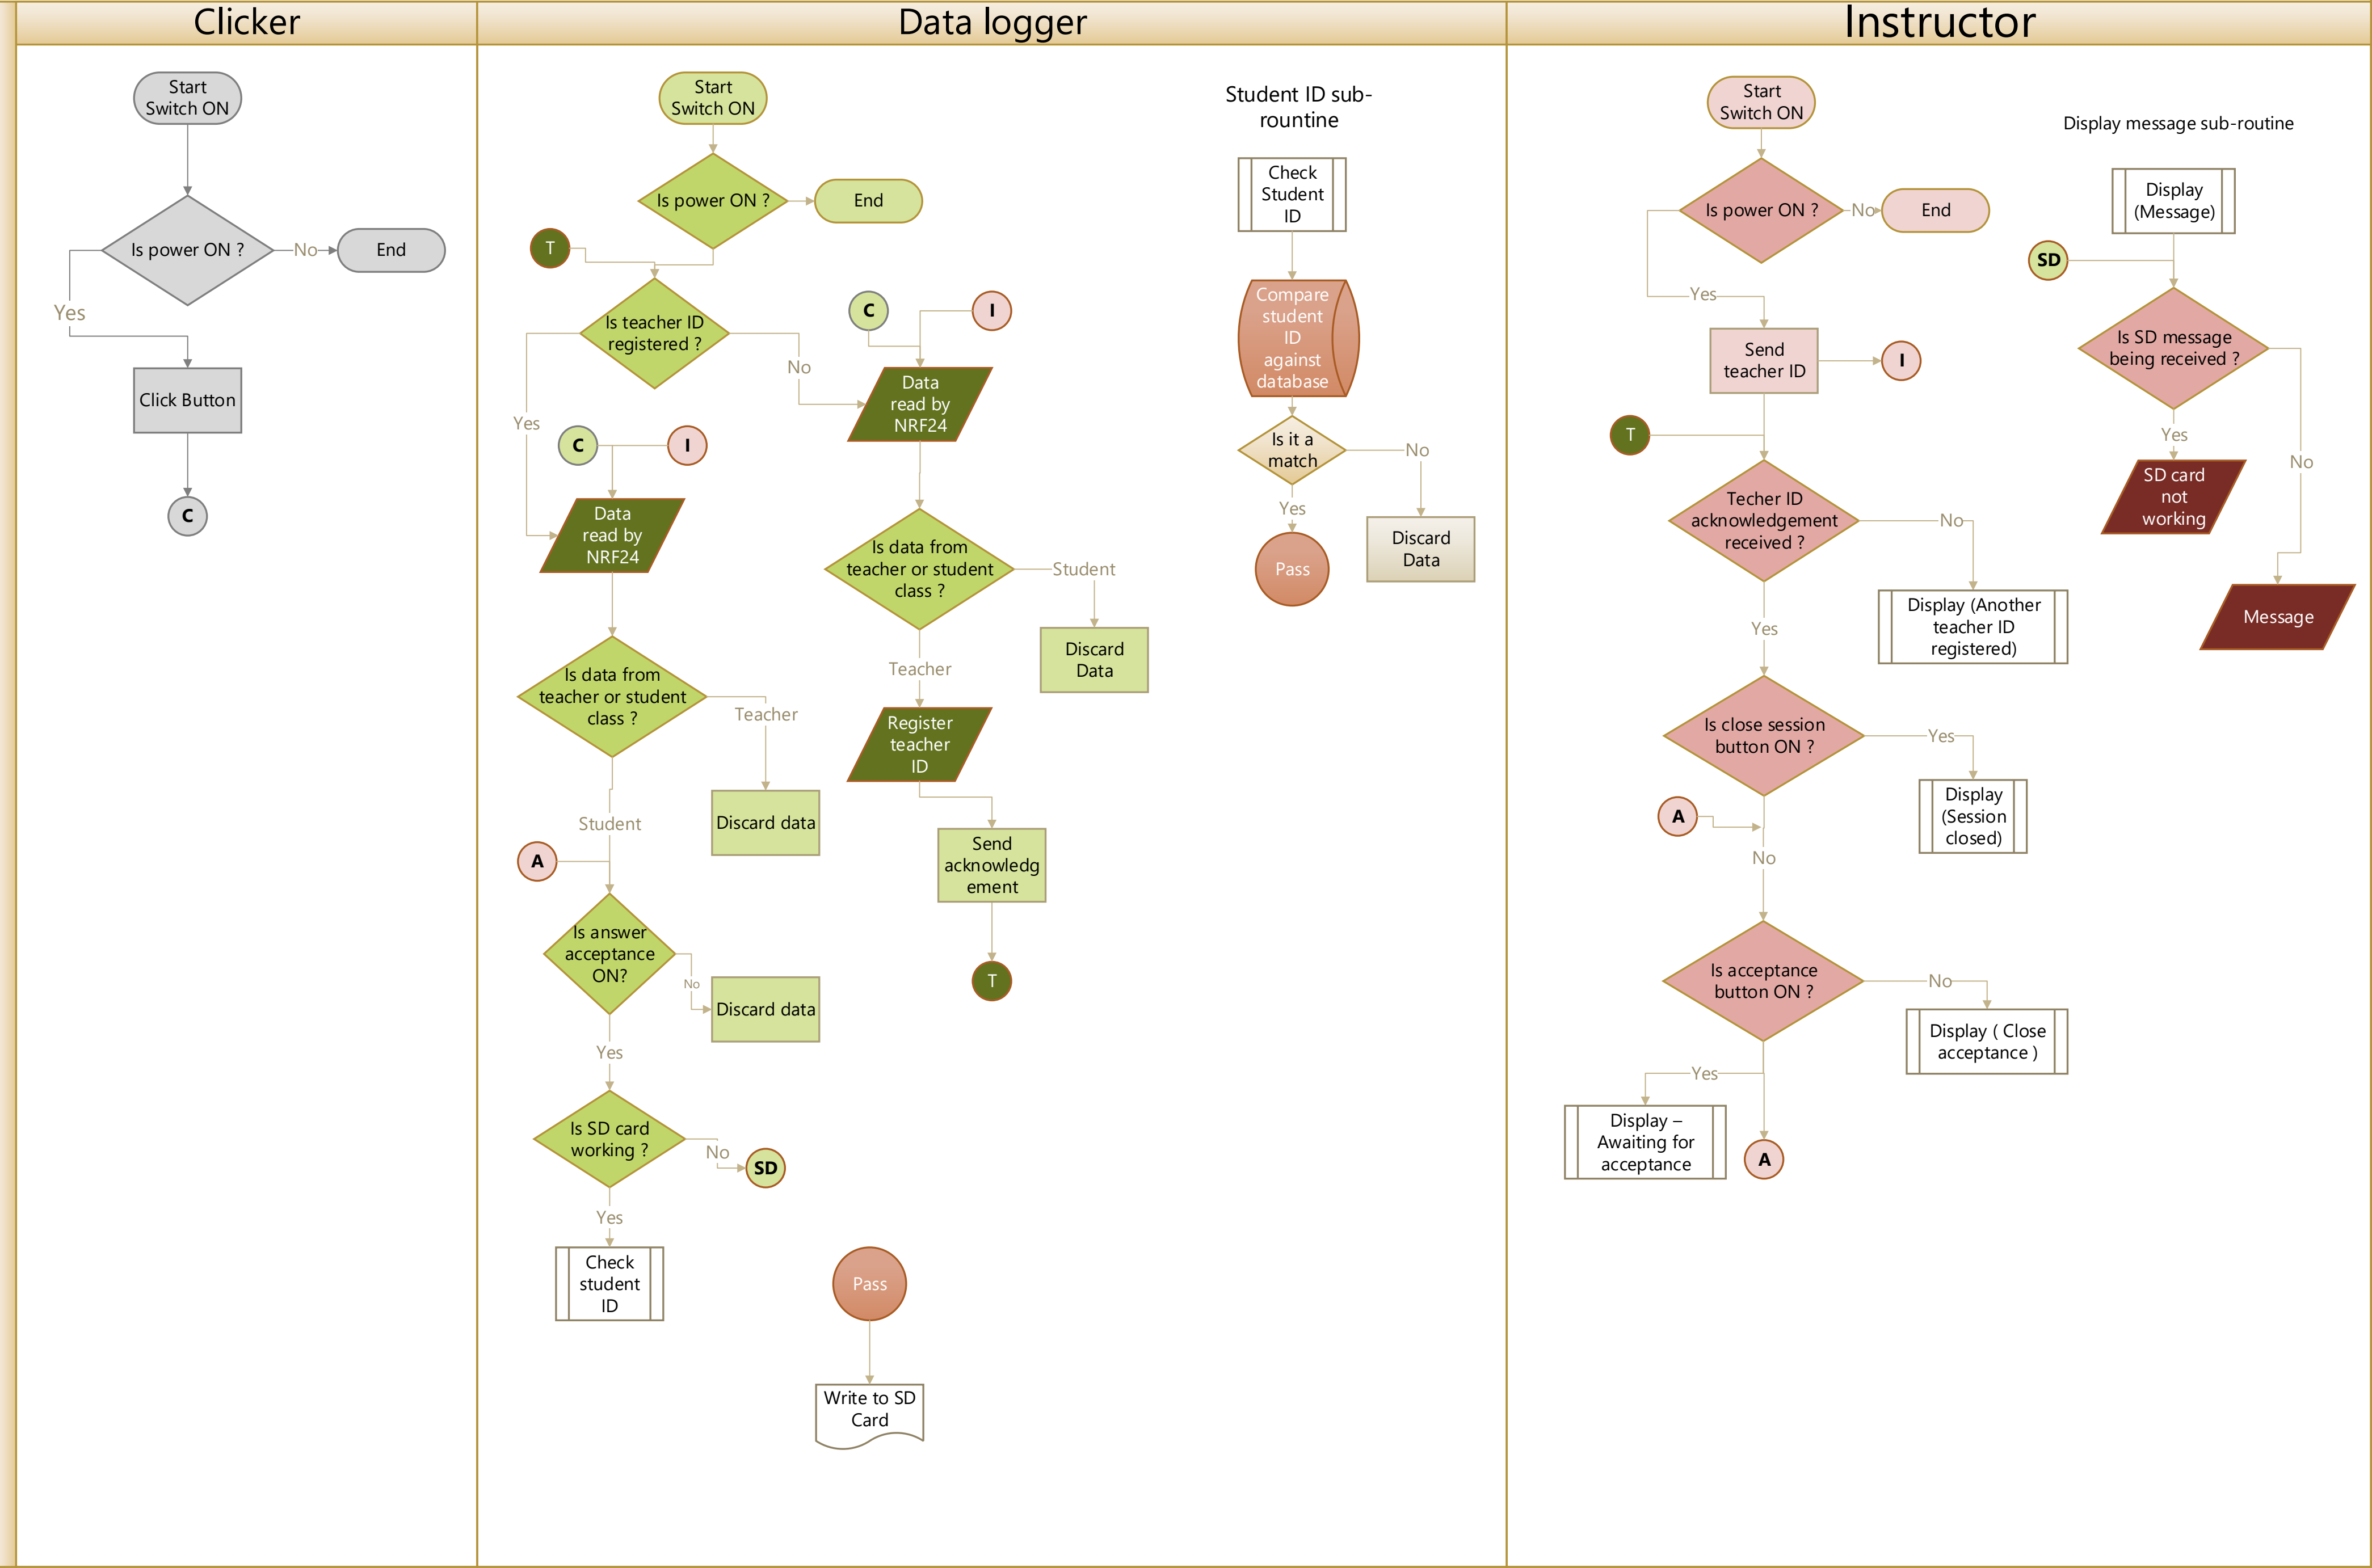 Clicker
Start
Switch ON
Is power ON ?
No
End
Yes
Click Button
C
Data logger
Start
Switch ON
Is power ON ?
End
T
Is teacher ID
registered ?
No
Yes
C
I
Data
read by
NRF24
C
I
Data
read by
NRF24
Is data from
teacher or student
class ?
Student
Discard
Data
Teacher
Register
teacher
ID
Send
acknowledg
ement
T
Is data from
teacher or student
class ?
Teacher
Discard data
Student
A
Is answer
acceptance
ON?
No
Discard data
Yes
Is SD card
working ?
No
SD
Yes
Check
student
ID
Pass
Write to SD
Card
Student ID sub-
rountine
Check
Student
ID
Compare
student
ID
against
database
Is it a
match
No
Yes
Discard
Data
Pass
Instructor
Start
Switch ON
Is power ON ?
No
End
Yes
Send
teacher ID
I
T
Techer ID
acknowledgement
received ?
No
Display (Another
teacher ID
registered)
Yes
Is close session
button ON ?
Yes
Display
(Session
closed)
A
No
Is acceptance
button ON ?
No
Display ( Close
acceptance )
Yes
Display –
Awaiting for
acceptance
A
Display message sub-routine
Display
(Message)
SD
Is SD message
being received ?
Yes
No
SD card
not
working
Message